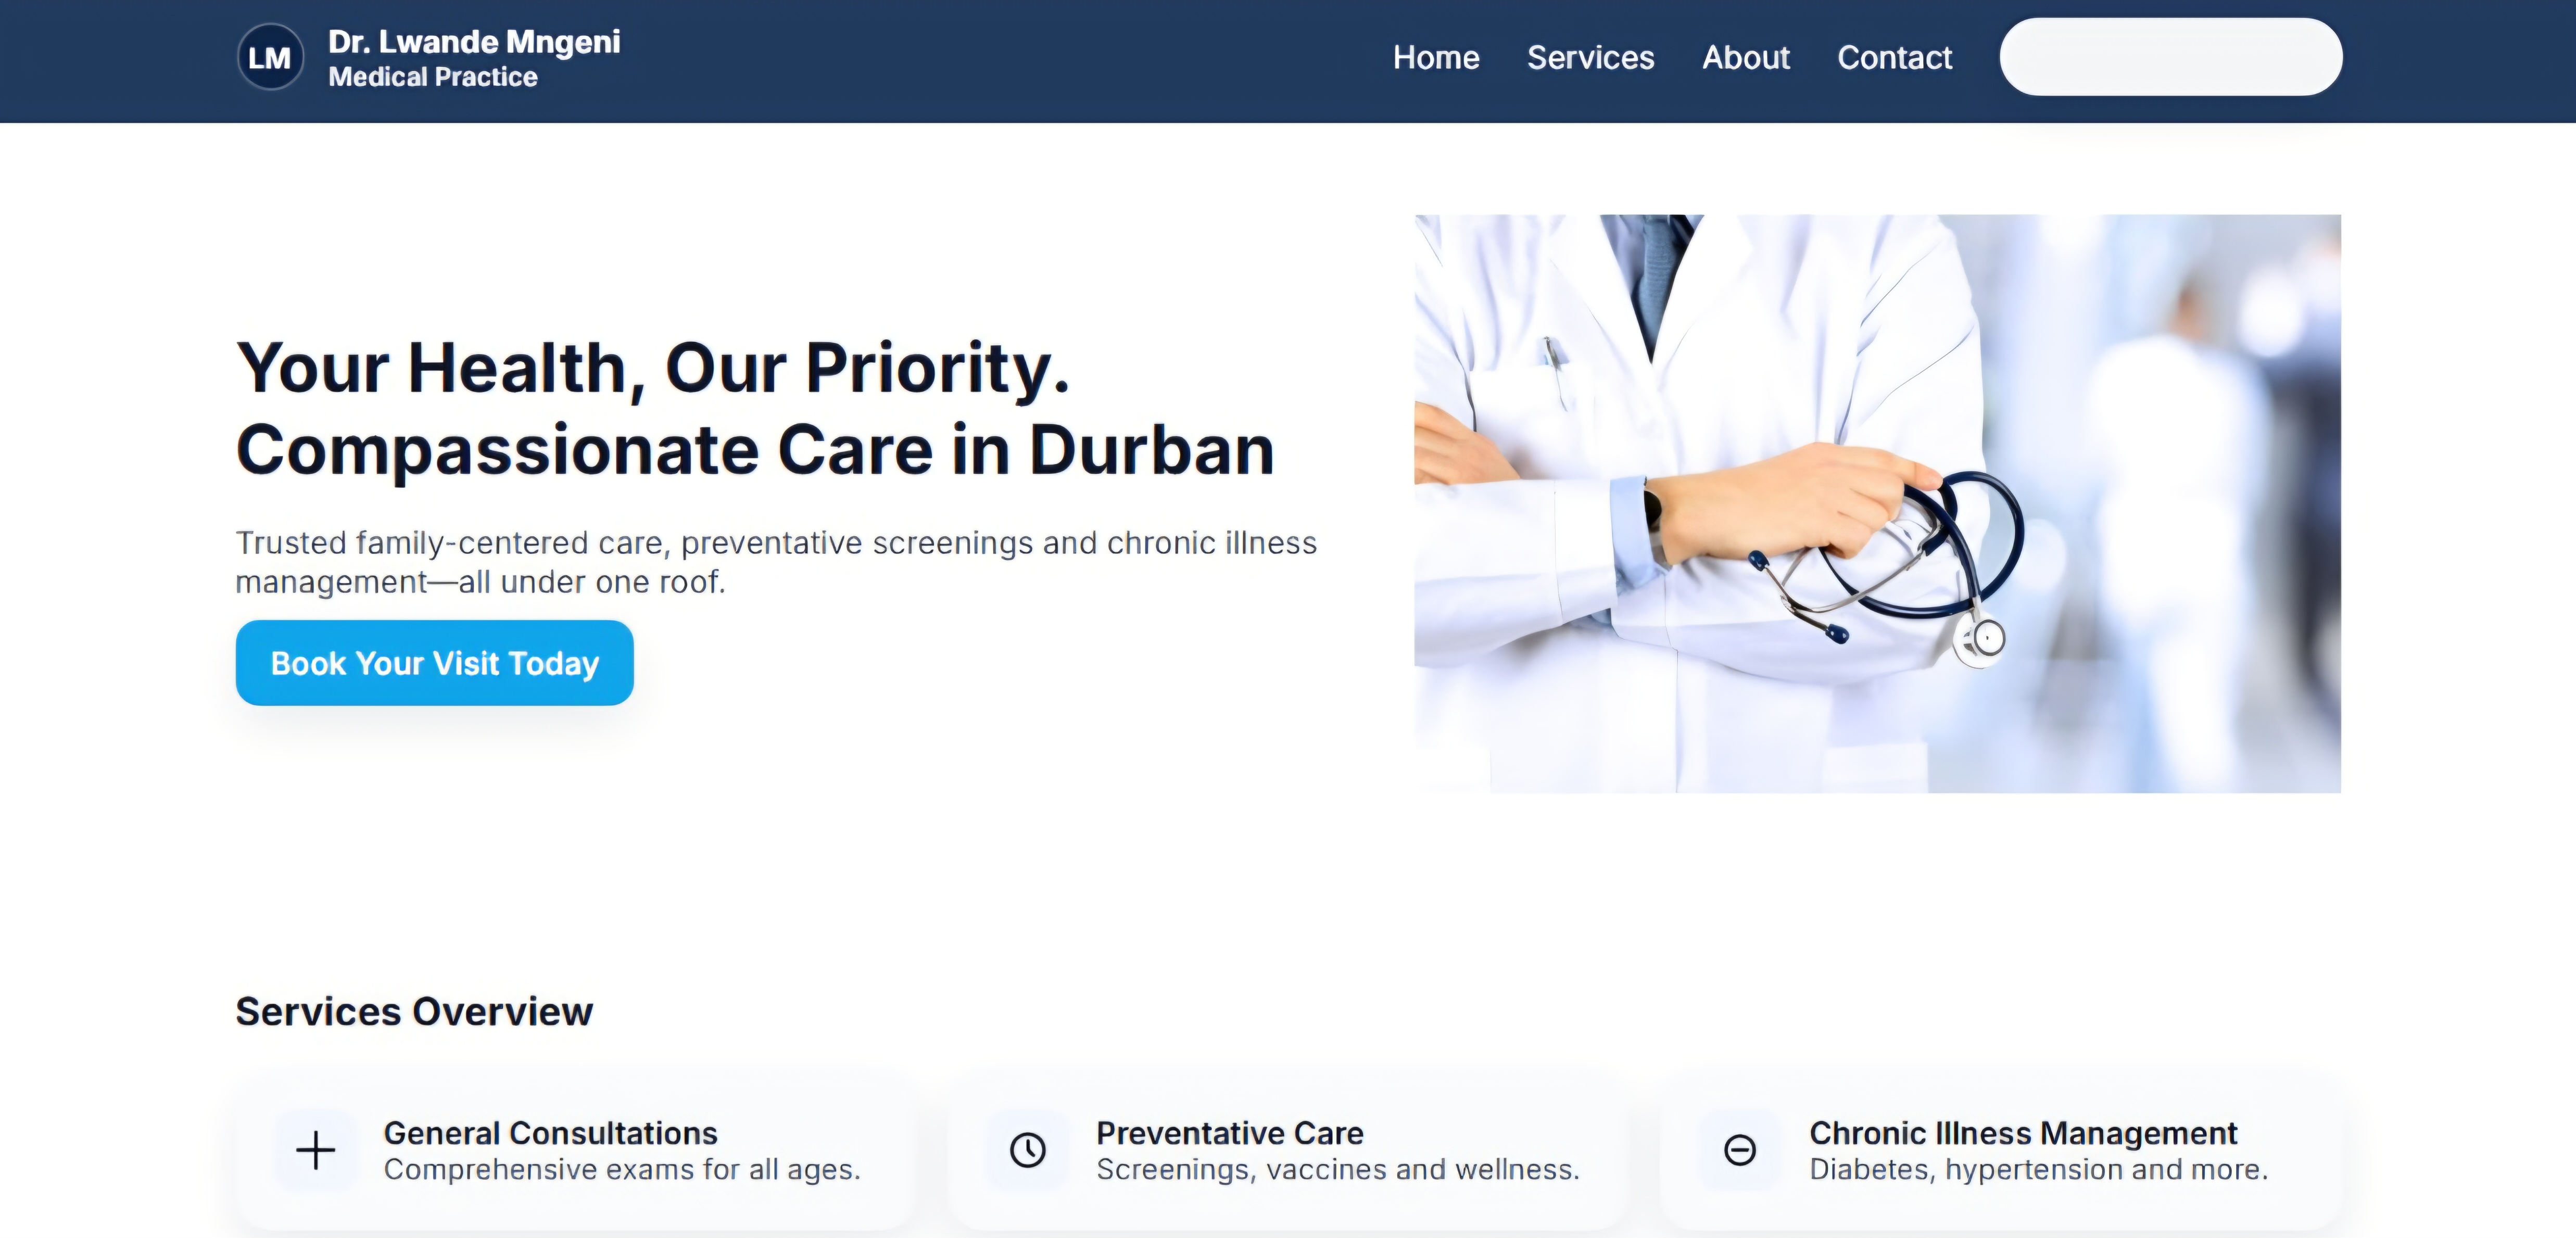 LM
Dr. Lwande Mngeni
Medical Practice
Home
Services
About
Contact
Your Health, Our Priority.
Compassionate Care in Durban
Trusted family-centered care, preventative screenings and chronic illness
management—all under one roof.
Book Your Visit Today
Services Overview
General Consultations
Comprehensive exams for all ages.
Preventative Care
Screenings, vaccines and wellness.
Chronic Illness Management
Diabetes, hypertension and more.